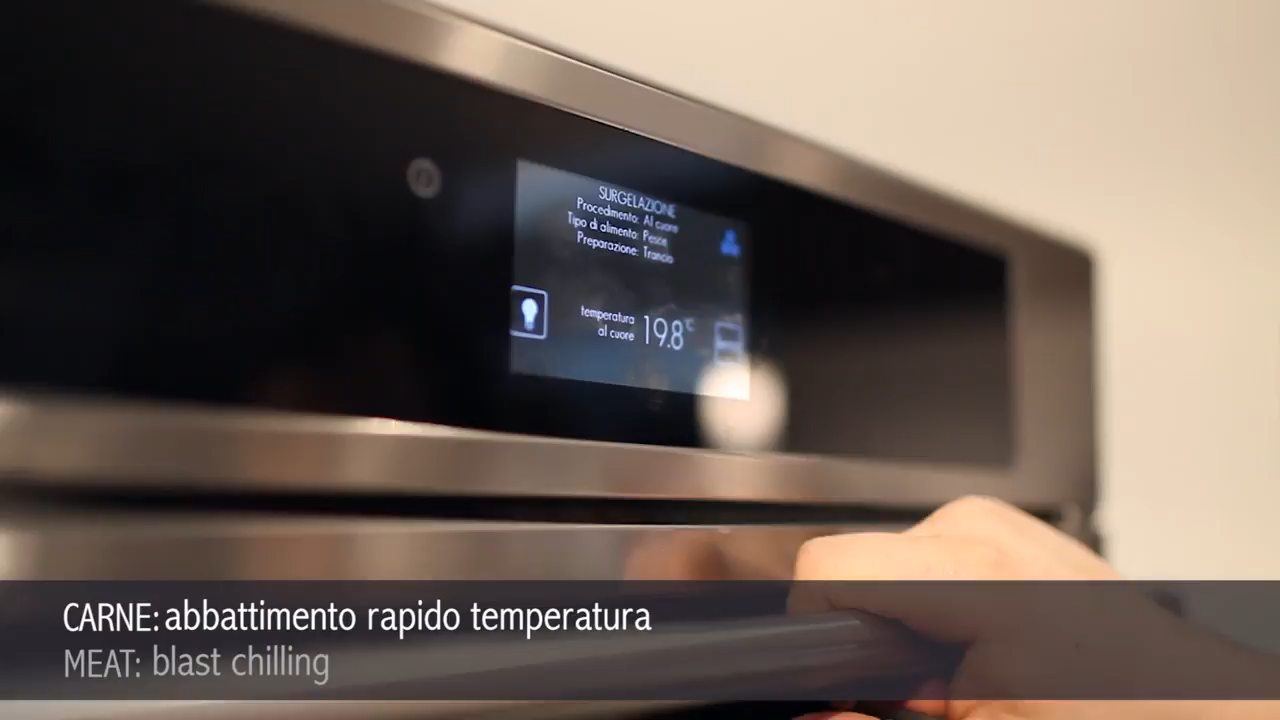 SURGELAZIONE
Procedimento: Al cuore
Tipo di alimento: Pesce
Preparazione: Trancio
temperatura
al cuore 19.8°C
CARNE: abbattimento rapido temperatura
MEAT: blast chilling